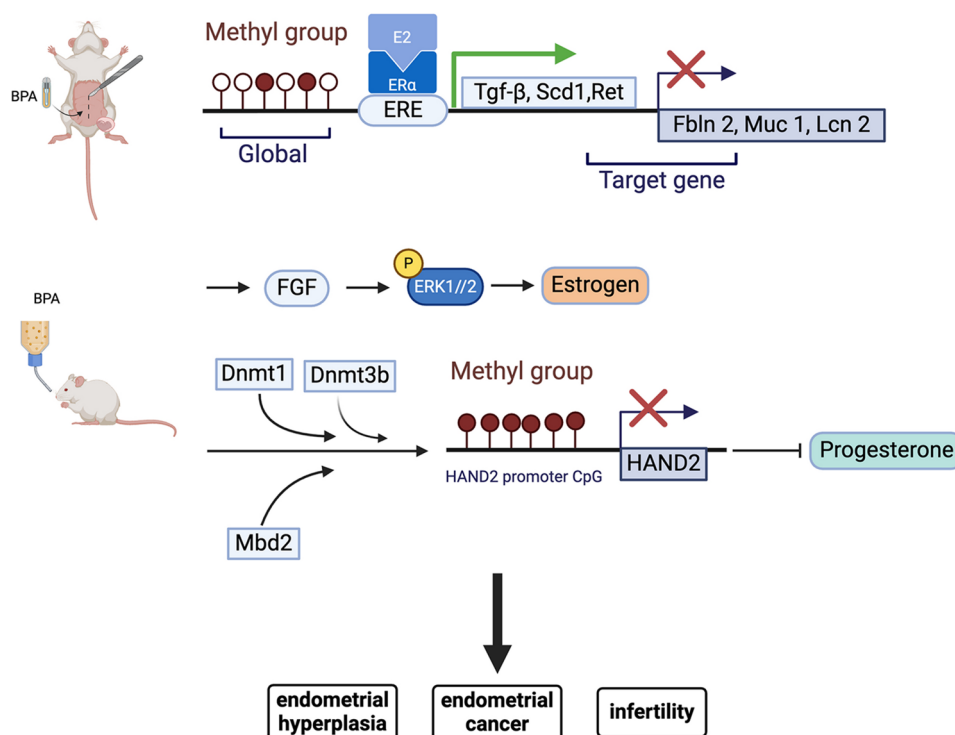 Methyl group
E2
ERα
ERE
BPA
Tgf-β, Scd1,Ret
Fbln 2, Muc 1, Lcn 2
Global
Target gene
BPA
FGF
P
ERK1//2
Estrogen
Dnmt1
Dnmt3b
Methyl group
HAND2 promoter CpG
HAND2
Progesterone
Mbd2
endometrial
hyperplasia
endometrial
cancer
infertility